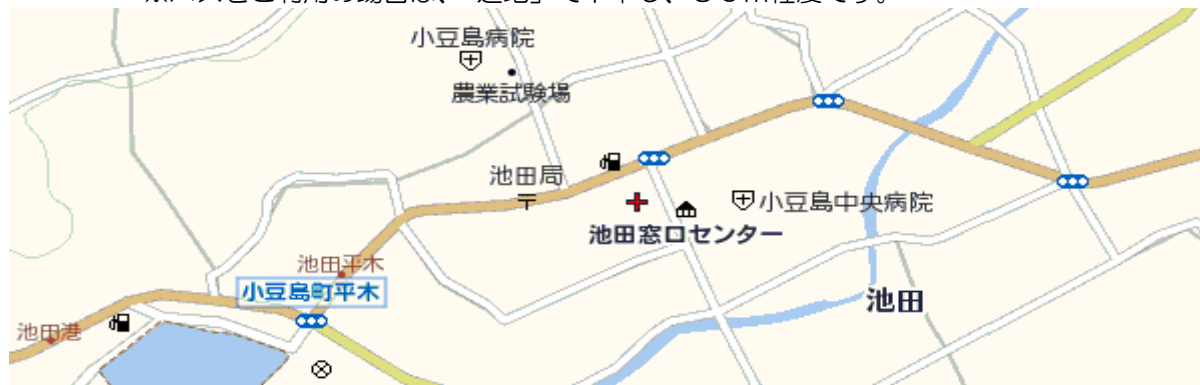 小豆島病院
農業試験場
池田局
小豆島中央病院
池田窓口センター
池田平木
小豆島町平木
池田
池田港